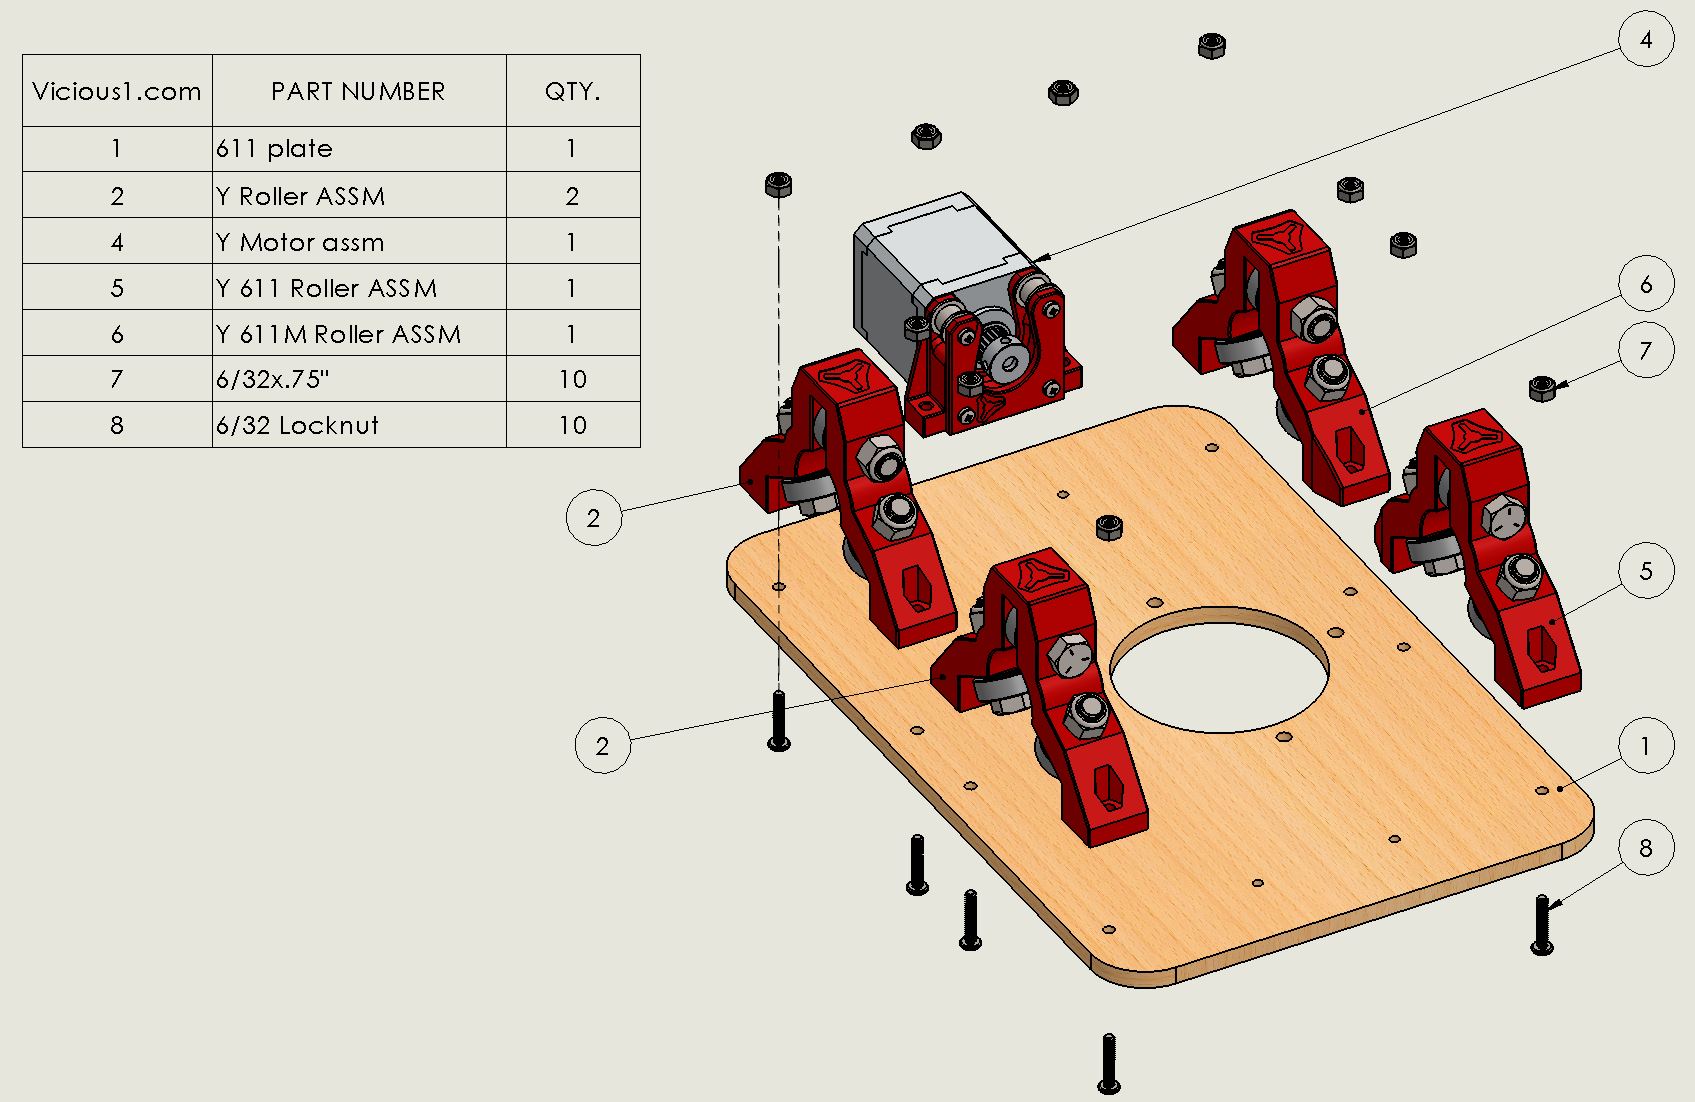 Vicious1.com PART NUMBER QTY.
1 611 plate 1
2 Y Roller ASSM 2
4 Y Motor assm 1
5 Y 611 Roller ASSM 1
6 Y 611M Roller ASSM 1
7 6/32x.75" 10
8 6/32 Locknut 10
4
6
7
2
5
2
1
8